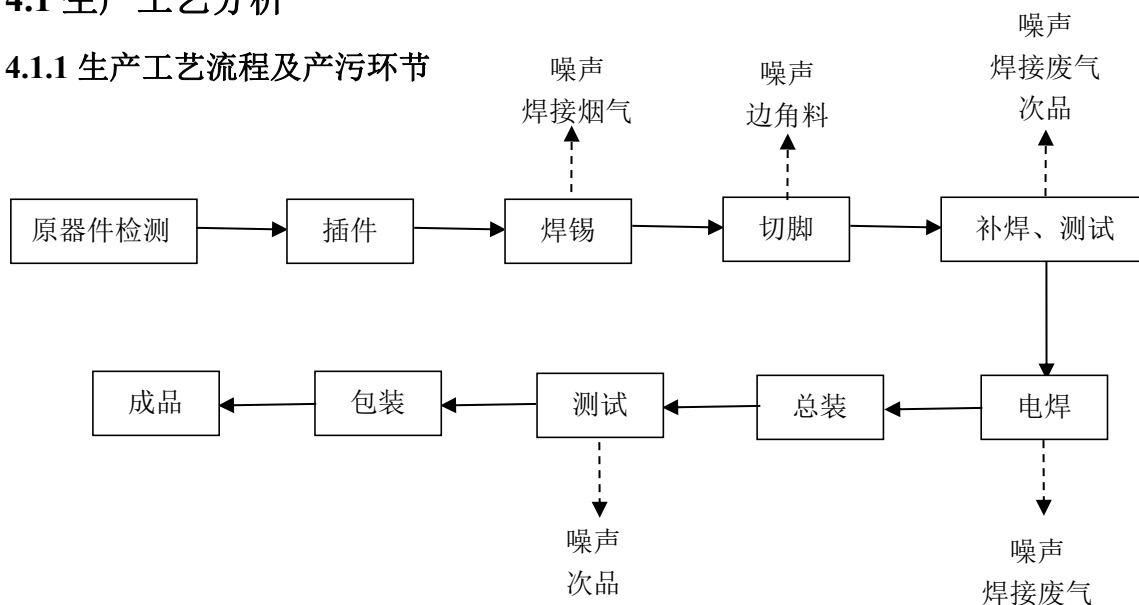 4.1 生产工艺分析
4.1.1 生产工艺流程及产污环节
噪声
焊接烟气
噪声
边角料
噪声
焊接废气
次品
原器件检测
插件
焊锡
切脚
补焊、测试
成品
包装
测试
总装
电焊
噪声
次品
噪声
焊接废气